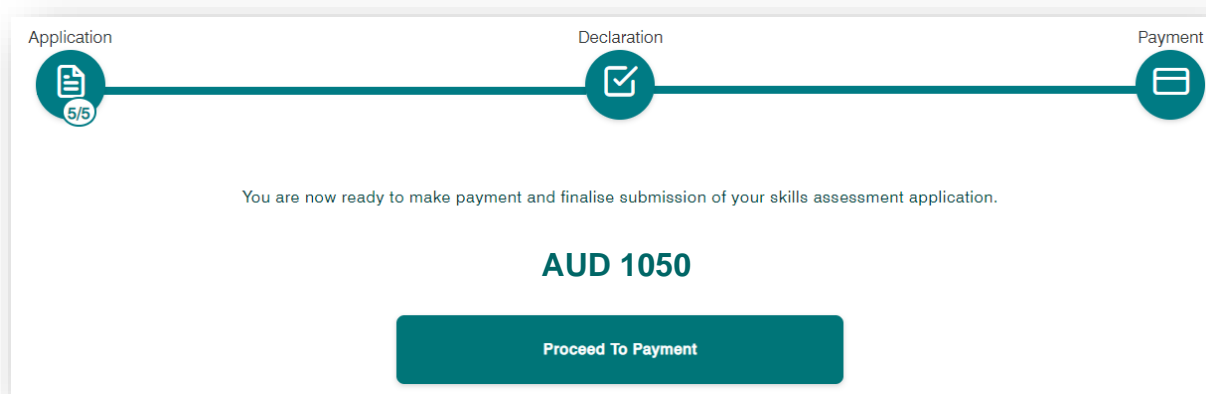 Application
Declaration
Payment
5/5
You are now ready to make payment and finalise submission of your skills assessment application.
AUD 1050
Proceed To Payment